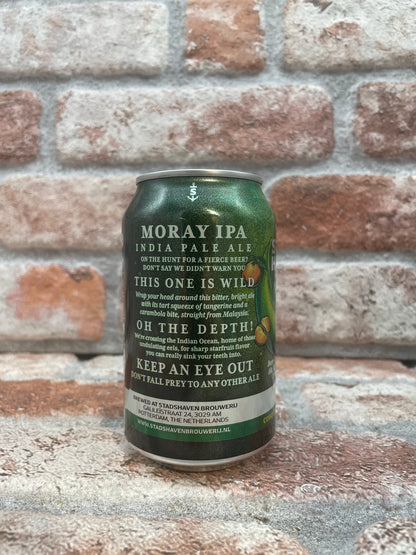 MORAY IPA
INDIA PALE ALE
ON THE HUNT FOR A FIERCE BEER?
DON'T SAY WE DIDN'T WARN YOU
THIS ONE IS WILD
Wrap your head around this bitter, bright ale
with its tart squeeze of tangerine and a
carambola bite, straight from Malaysia.
OH THE DEPTH!
We're crossing the Indian Ocean, home of those
undulating eels, for sharp starfruit flavor
you can really sink your teeth into.
KEEP AN EYE OUT
DON'T FALL PREY TO ANY OTHER ALE
BREWED AT STADSHAVEN BROUWERIJ
GALILEISTRAAT 24, 3029 AM
ROTTERDAM, THE NETHERLANDS
WWW.STADSHAVENBROUWERIJ.NL